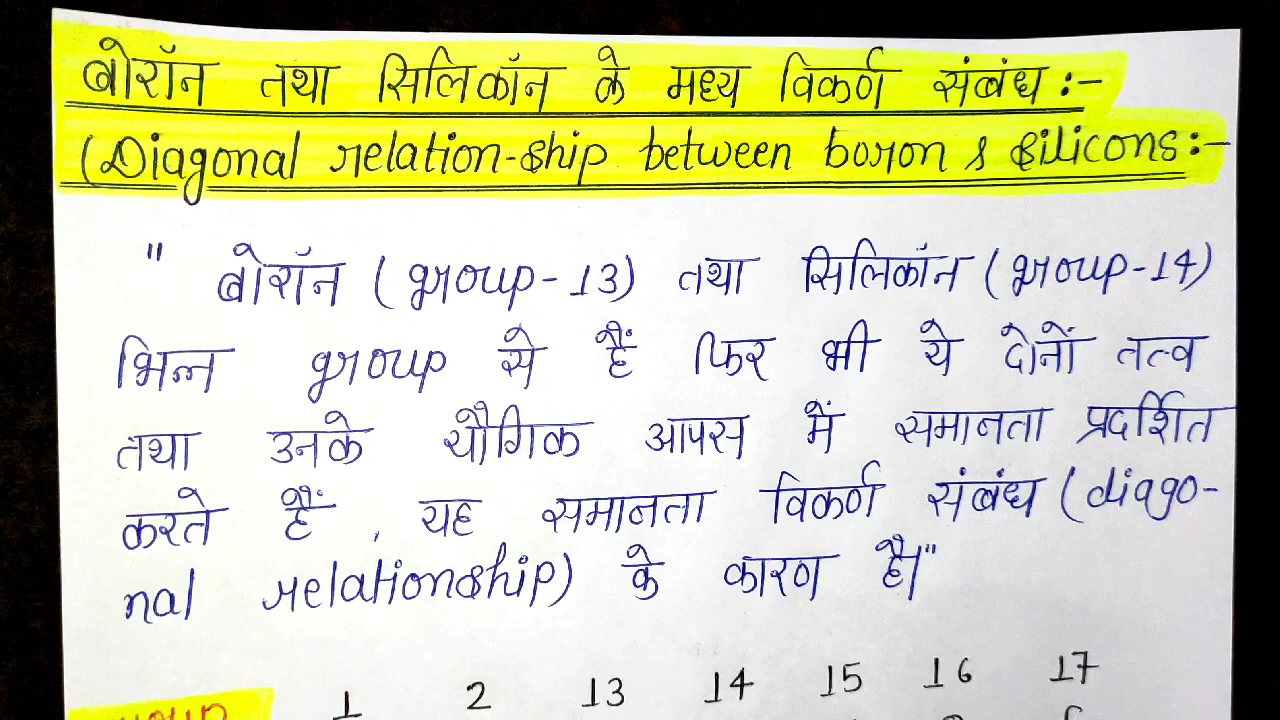 बोरॉन तथा सिलिकॉन के मध्य विकर्ण संबंध :-
(Diagonal relation-ship between boron & silicons:-
" बोरॉन (group-13) तथा सिलिकॉन (group-14)
भिन्न group से हैं फिर भी ये दोनों तत्व
तथा उनके यौगिक आपस में समानता प्रदर्शित
करते हैं , यह समानता विकर्ण संबंध (diago-
nal relationship) के कारण है।"
group 1 2 13 14 15 16 17